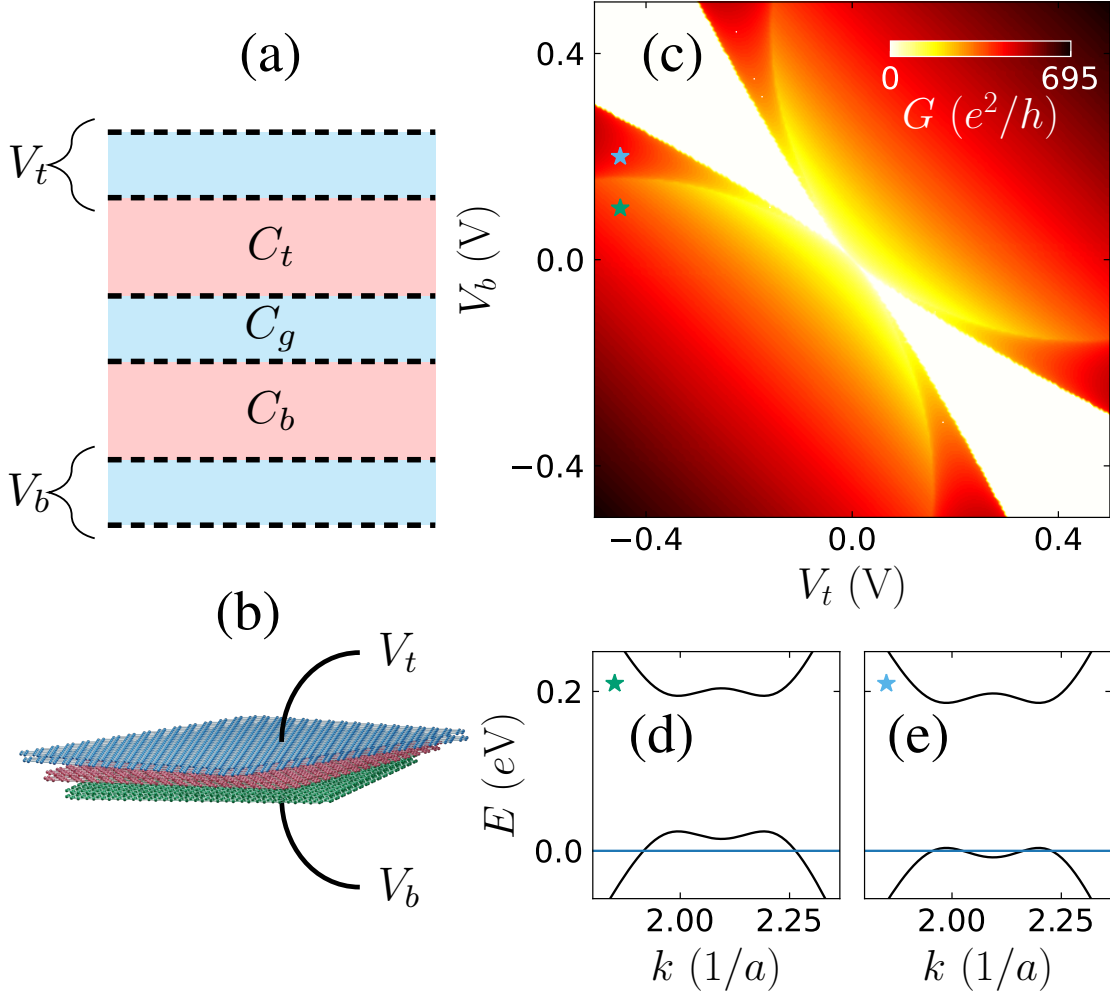 (a)
V_t
C_t
C_g
C_b
V_b
(b)
V_t
V_b
(c)
0 695
G (e^2/h)
V_b (V)
0.4
0.0
−0.4
−0.4 0.0 0.4
V_t (V)
(d)
E (eV)
0.2
0.0
2.00 2.25
k (1/a)
(e)
2.00 2.25
k (1/a)